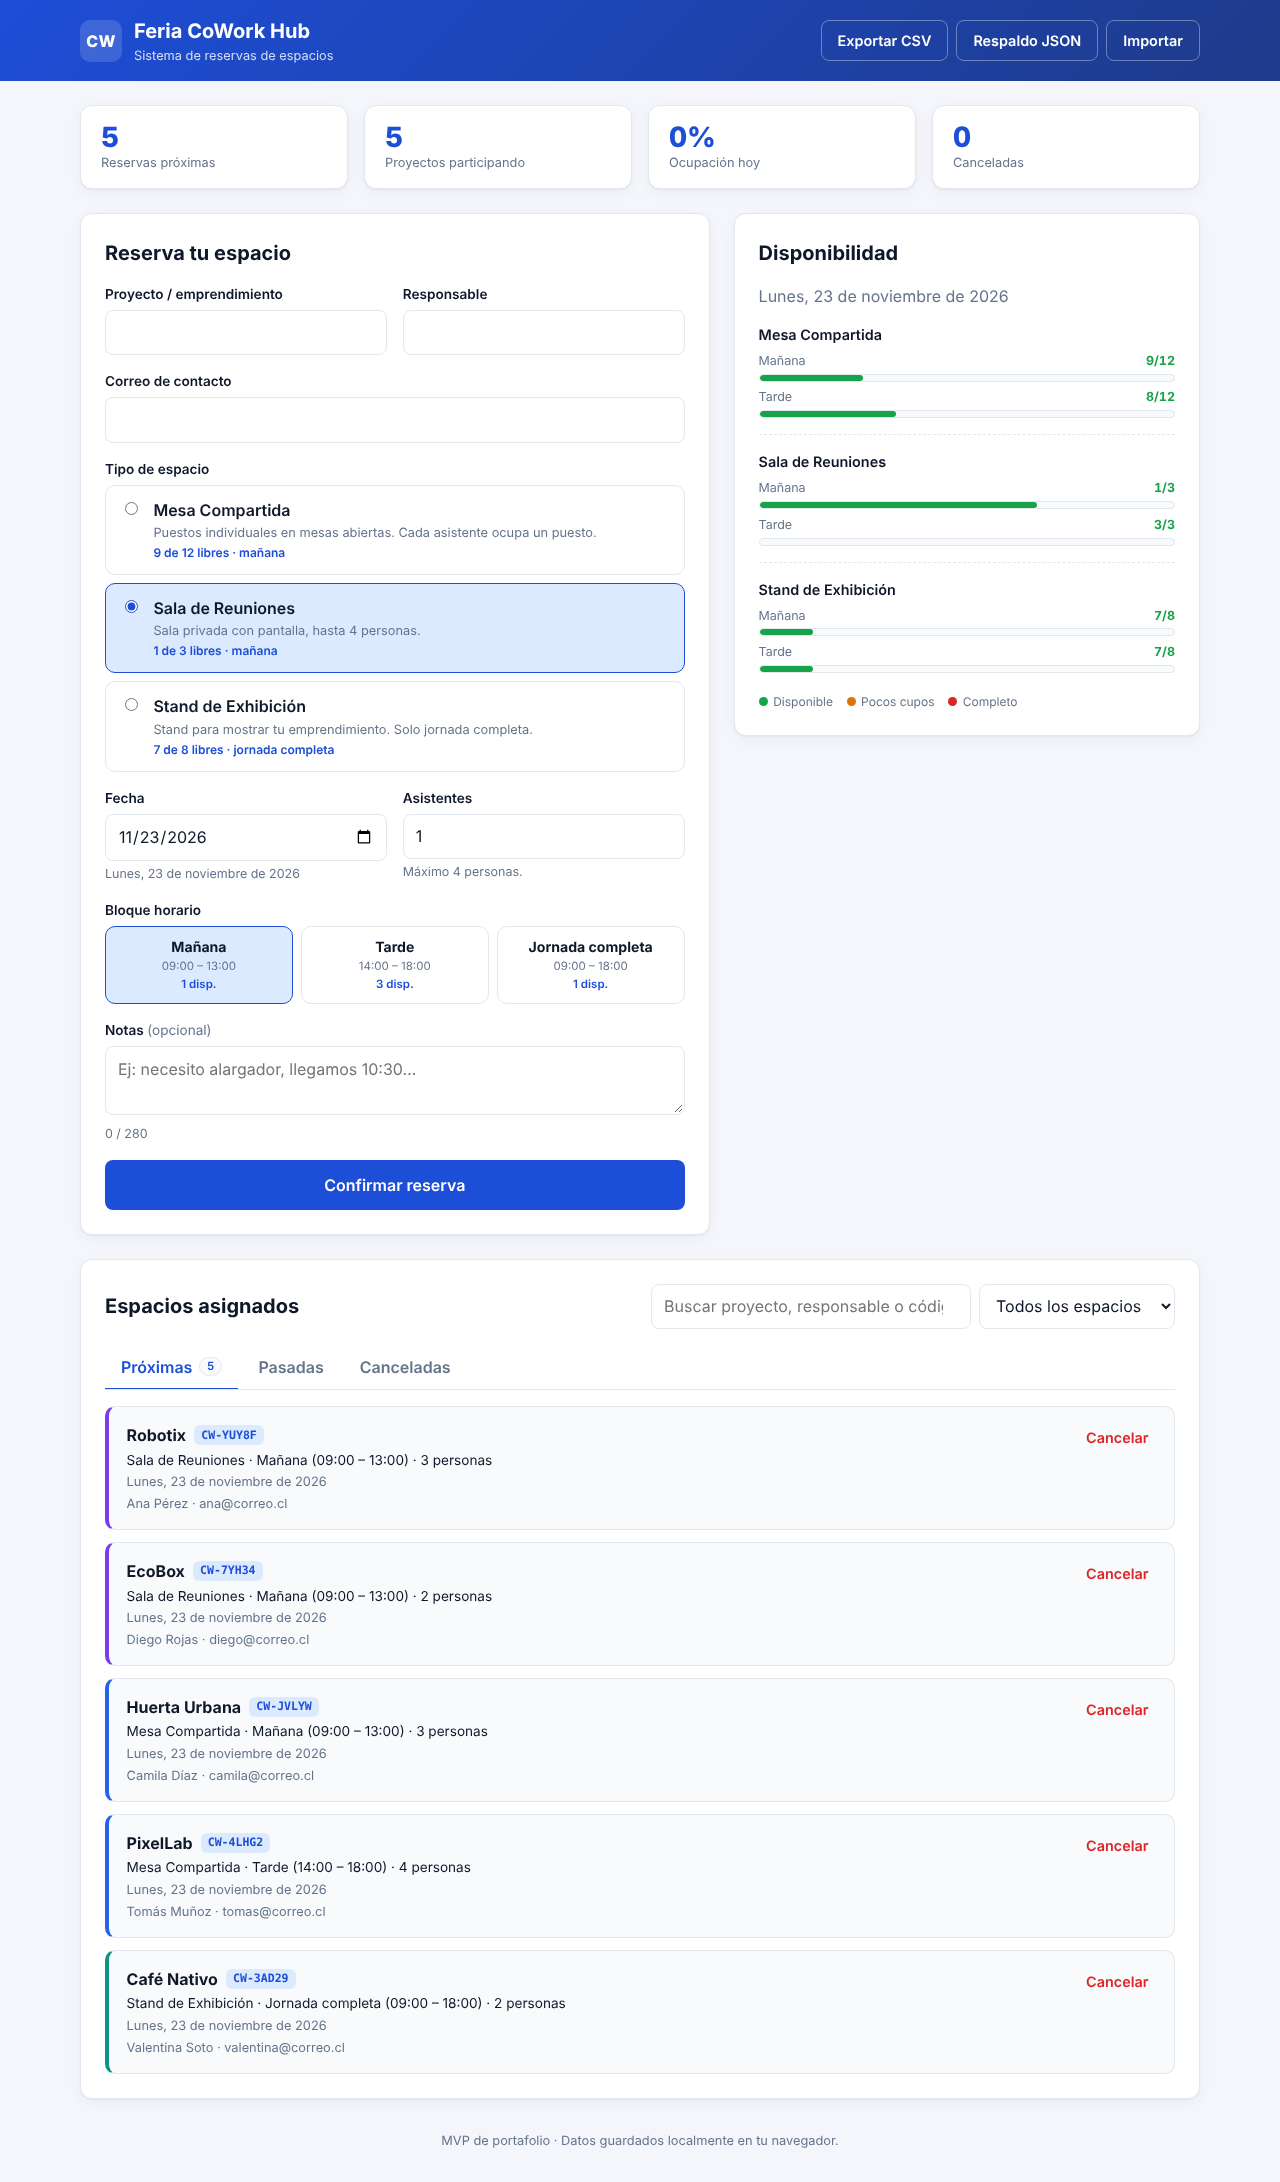 CW
Feria CoWork Hub
Sistema de reservas de espacios
Exportar CSV
Respaldo JSON
Importar
5
Reservas próximas
5
Proyectos participando
0%
Ocupación hoy
0
Canceladas
Reserva tu espacio
Proyecto / emprendimiento
Responsable
Correo de contacto
Tipo de espacio
Mesa Compartida
Puestos individuales en mesas abiertas. Cada asistente ocupa un puesto.
9 de 12 libres · mañana
Sala de Reuniones
Sala privada con pantalla, hasta 4 personas.
1 de 3 libres · mañana
Stand de Exhibición
Stand para mostrar tu emprendimiento. Solo jornada completa.
7 de 8 libres · jornada completa
Fecha
Asistentes
11/23/2026
1
Lunes, 23 de noviembre de 2026
Máximo 4 personas.
Bloque horario
Mañana
09:00 – 13:00
1 disp.
Tarde
14:00 – 18:00
3 disp.
Jornada completa
09:00 – 18:00
1 disp.
Notas (opcional)
Ej: necesito alargador, llegamos 10:30...
0 / 280
Confirmar reserva
Disponibilidad
Lunes, 23 de noviembre de 2026
Mesa Compartida
Mañana 9/12
Tarde 8/12
Sala de Reuniones
Mañana 1/3
Tarde 3/3
Stand de Exhibición
Mañana 7/8
Tarde 7/8
Disponible Pocos cupos Completo
Espacios asignados
Buscar proyecto, responsable o códi
Todos los espacios
Próximas 5
Pasadas
Canceladas
Robotix CW-YUY8F
Cancelar
Sala de Reuniones · Mañana (09:00 – 13:00) · 3 personas
Lunes, 23 de noviembre de 2026
Ana Pérez · ana@correo.cl
EcoBox CW-7YH34
Cancelar
Sala de Reuniones · Mañana (09:00 – 13:00) · 2 personas
Lunes, 23 de noviembre de 2026
Diego Rojas · diego@correo.cl
Huerta Urbana CW-JVLYW
Cancelar
Mesa Compartida · Mañana (09:00 – 13:00) · 3 personas
Lunes, 23 de noviembre de 2026
Camila Díaz · camila@correo.cl
PixelLab CW-4LHG2
Cancelar
Mesa Compartida · Tarde (14:00 – 18:00) · 4 personas
Lunes, 23 de noviembre de 2026
Tomás Muñoz · tomas@correo.cl
Café Nativo CW-3AD29
Cancelar
Stand de Exhibición · Jornada completa (09:00 – 18:00) · 2 personas
Lunes, 23 de noviembre de 2026
Valentina Soto · valentina@correo.cl
MVP de portafolio · Datos guardados localmente en tu navegador.